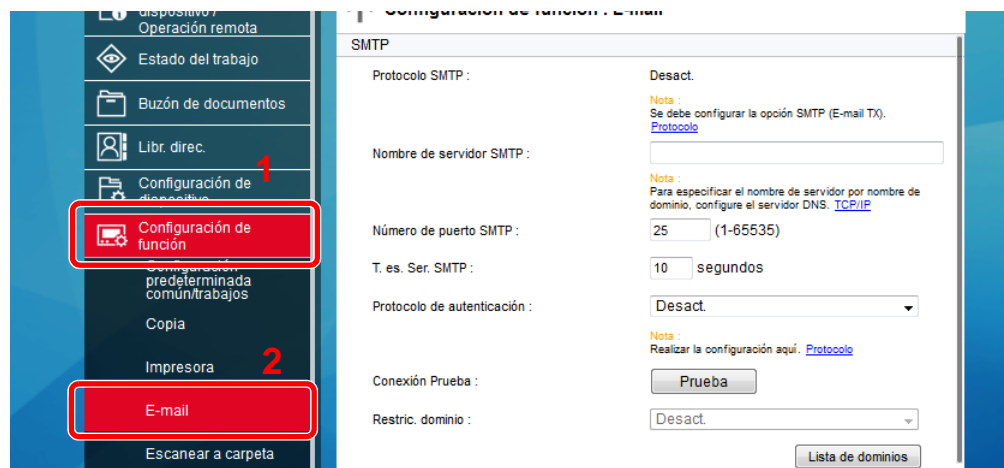 dispositivo /
Operación remota
Estado del trabajo
Buzón de documentos
Libr. direc.
1
Configuración de
dispositivo
Configuración de
función
Configuración
predeterminada
común/trabajos
Copia
Impresora
2
E-mail
Escanear a carpeta
Configuración de función : E-mail
SMTP
Protocolo SMTP :
Desact.
Nota :
Se debe configurar la opción SMTP (E-mail TX).
Protocolo
Nombre de servidor SMTP :
Nota :
Para especificar el nombre de servidor por nombre de
dominio, configure el servidor DNS. TCP/IP
Número de puerto SMTP :
25 (1-65535)
T. es. Ser. SMTP :
10 segundos
Protocolo de autenticación :
Desact.
Nota :
Realizar la configuración aquí. Protocolo
Conexión Prueba :
Prueba
Restric. dominio :
Desact.
Lista de dominios